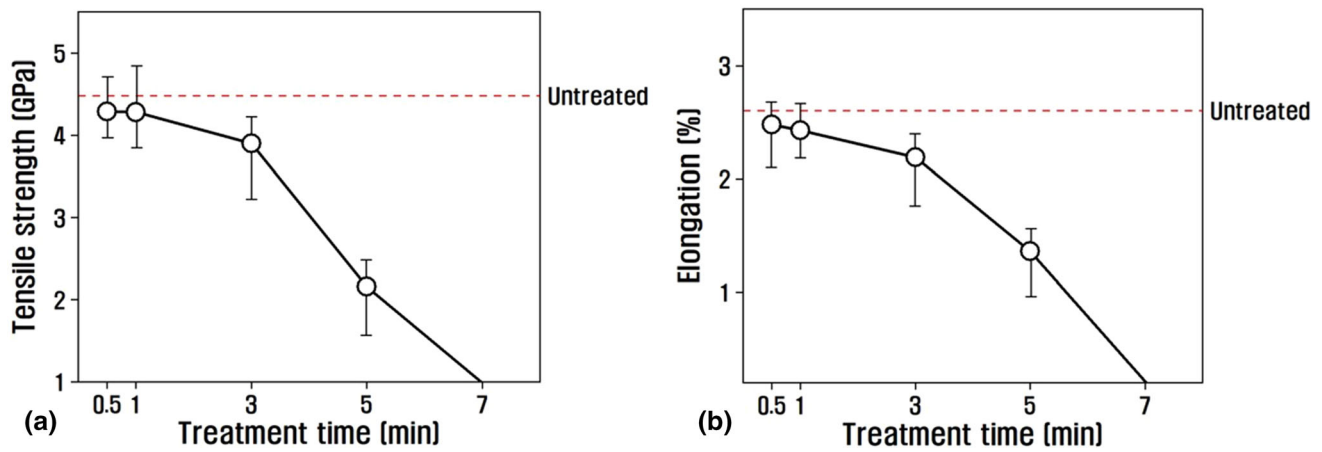 Tensile strength (GPa)
5
4
3
2
1
Untreated
0.5 1 3 5 7
Treatment time (min)
(a)
Elongation (%)
3
2
1
Untreated
0.5 1 3 5 7
Treatment time (min)
(b)